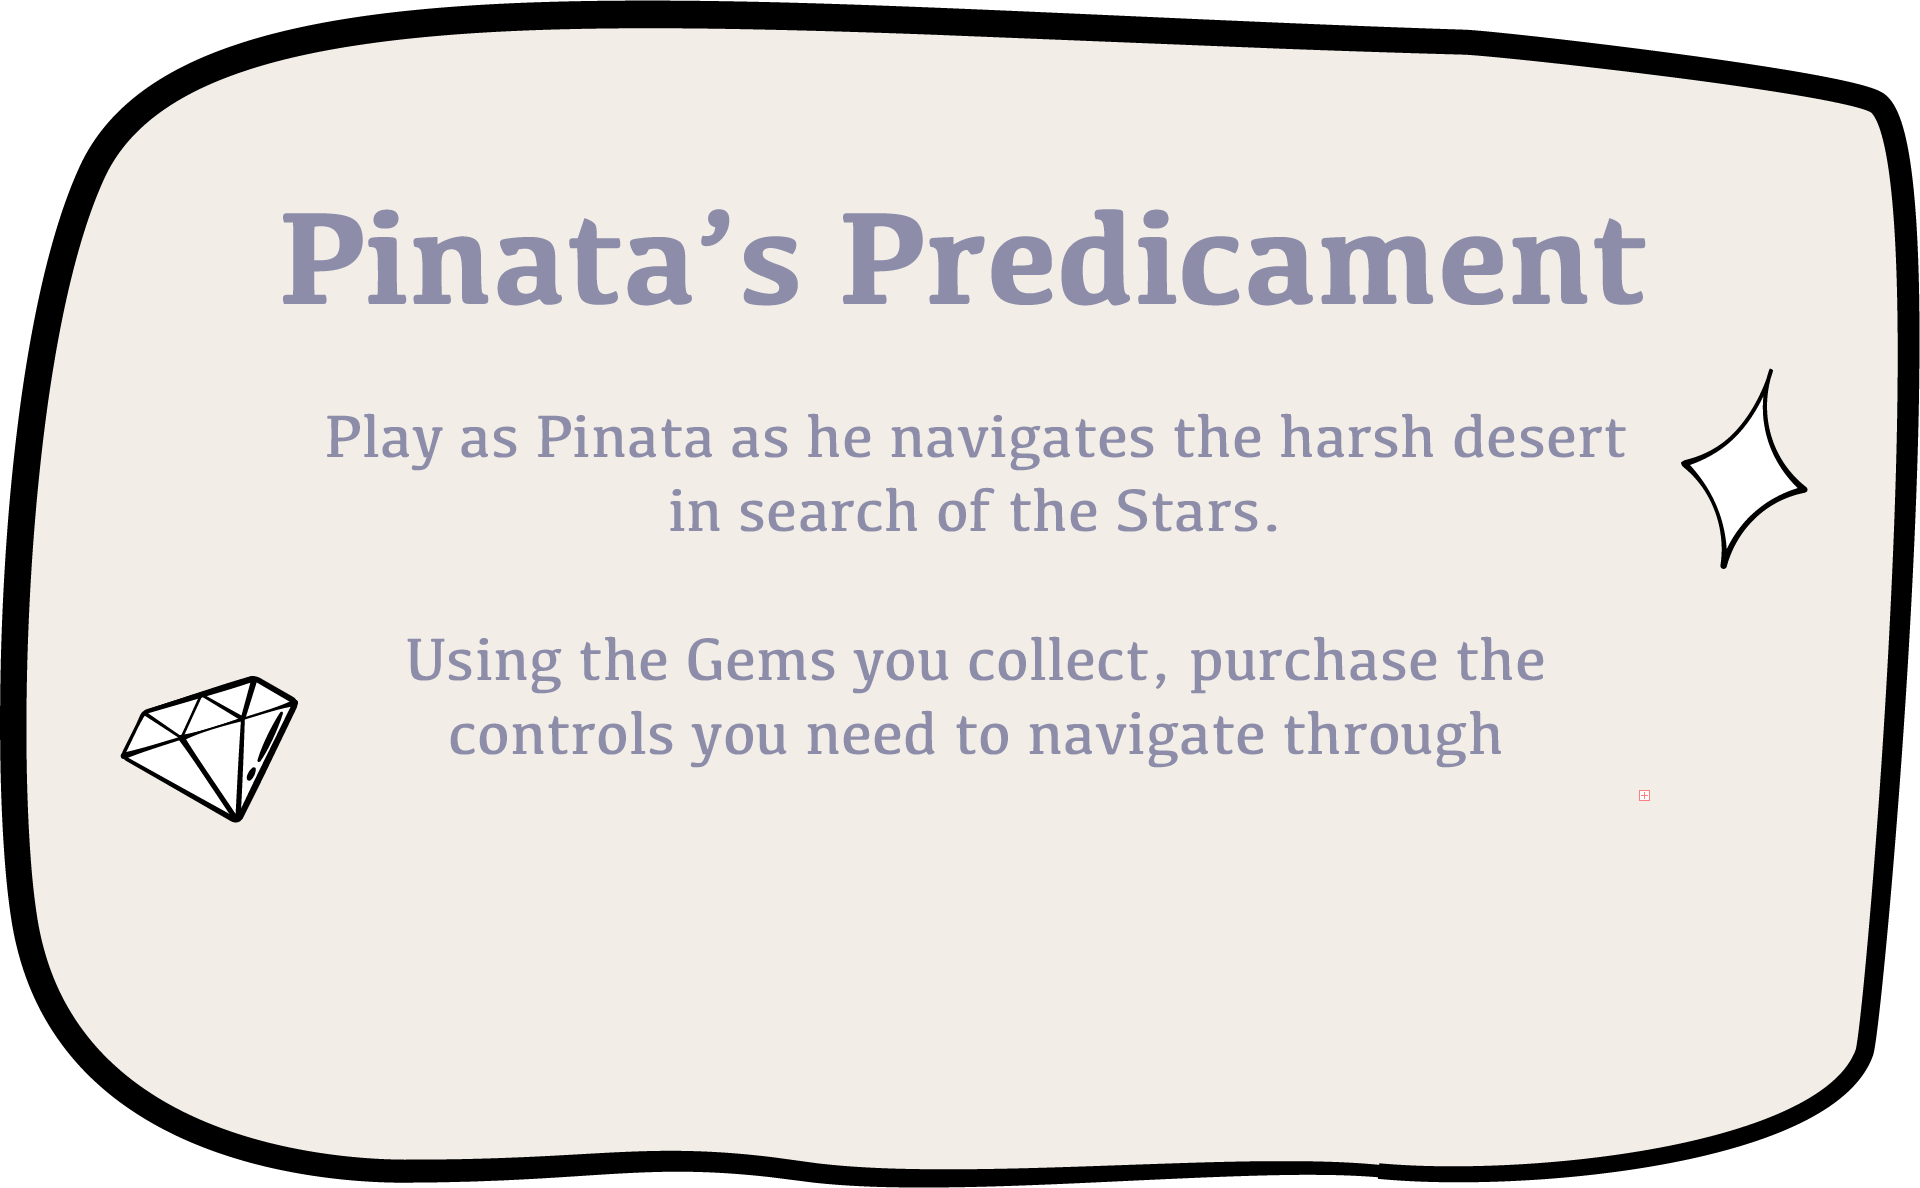 Pinata’s Predicament
Play as Pinata as he navigates the harsh desert
in search of the Stars.
Using the Gems you collect, purchase the
controls you need to navigate through